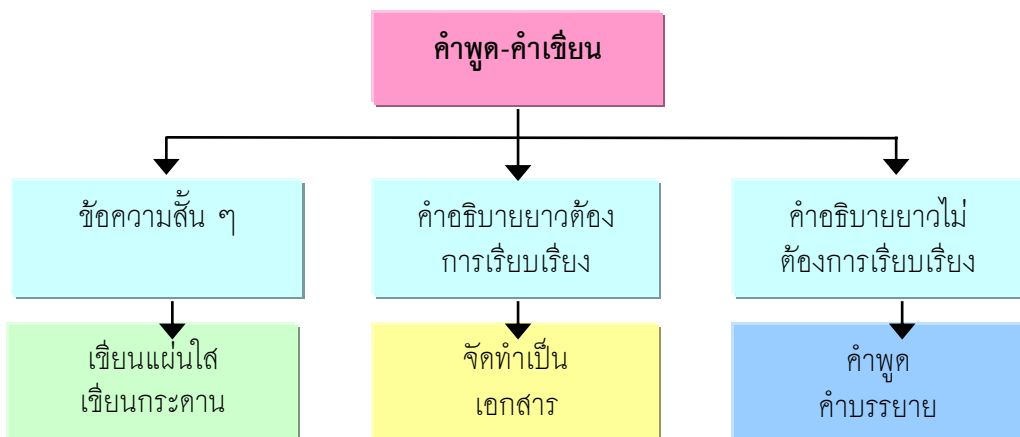 คำพูด-คำเขียน
ข้อความสั้น ๆ
คำอธิบายยาวต้อง
การเรียบเรียง
คำอธิบายยาวไม่
ต้องการเรียบเรียง
เขียนแผ่นใส
เขียนกระดาน
จัดทำเป็น
เอกสาร
คำพูด
คำบรรยาย